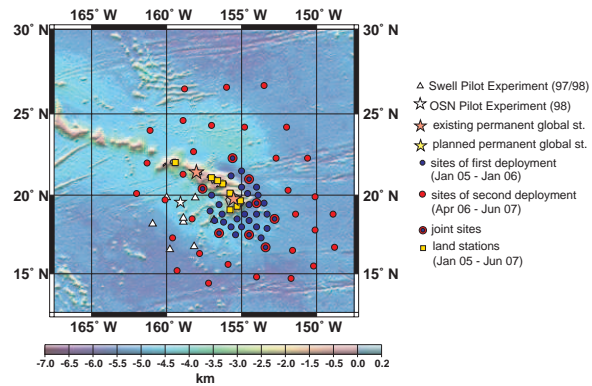 165° W 160° W 155° W 150° W
30° N 30° N
25° N 25° N
20° N 20° N
15° N 15° N
165° W 160° W 155° W 150° W
-7.0 -6.0 -5.5 -5.0 -4.5 -4.0 -3.5 -3.0 -2.5 -2.0 -1.5 -1.0 0.0 0.2
km
Swell Pilot Experiment (97/98)
OSN Pilot Experiment (98)
existing permanent global st.
planned permanent global st.
sites of first deployment
(Jan 05 - Jan 06)
sites of second deployment
(Apr 06 - Jun 07)
joint sites
land stations
(Jan 05 - Jun 07)